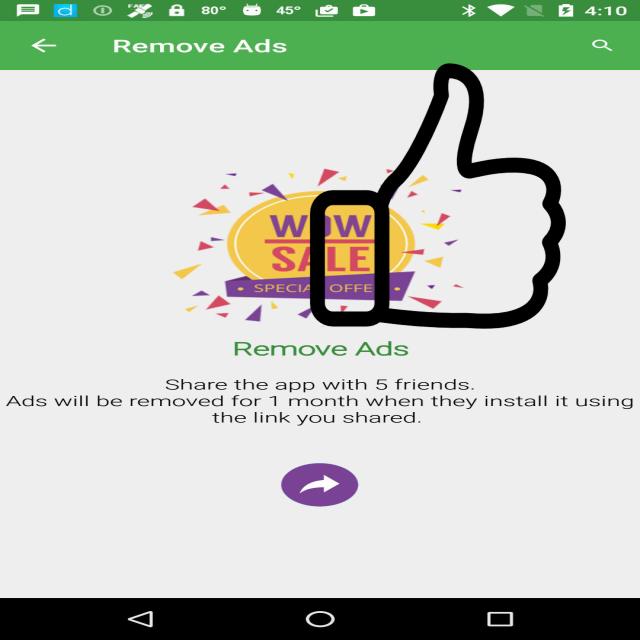 80° 45° 4:10
Remove Ads
WOW
SALE
SPECIAL OFFE
Remove Ads
Share the app with 5 friends.
Ads will be removed for 1 month when they install it using
the link you shared.